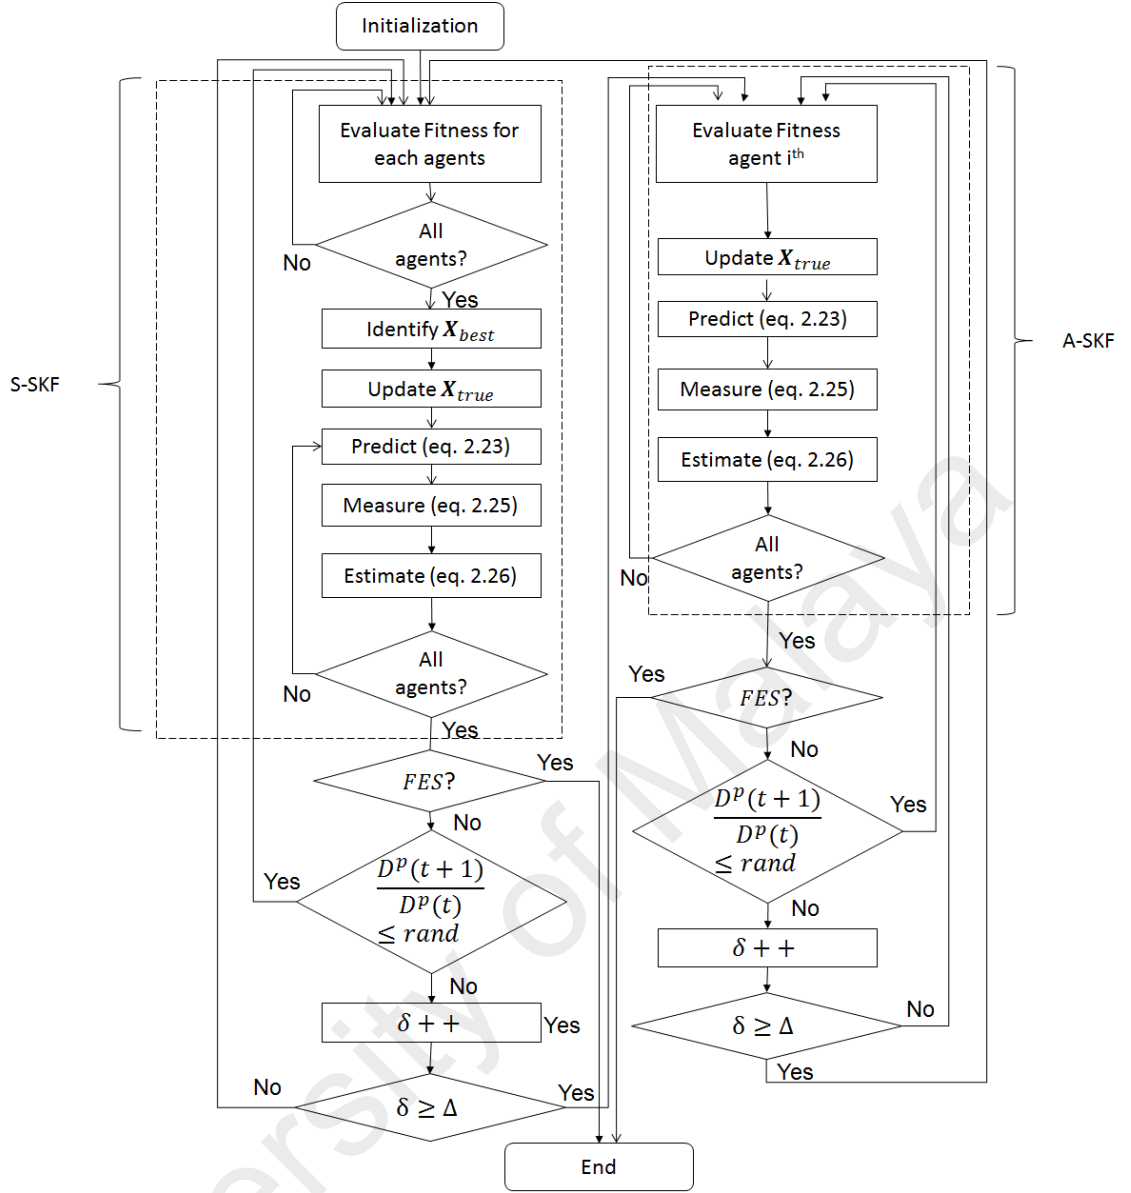 Initialization
S-SKF
Evaluate Fitness for
each agents
All
agents?
No
Yes
Identify X_best
Update X_true
Predict (eq. 2.23)
Measure (eq. 2.25)
Estimate (eq. 2.26)
All
agents?
No
Yes
FES?
Yes
No
D^p(t + 1)
D^p(t)
≤ rand
Yes
No
δ + +
Yes
δ ≥ Δ
No
Yes
A-SKF
Evaluate Fitness
agent i^th
Update X_true
Predict (eq. 2.23)
Measure (eq. 2.25)
Estimate (eq. 2.26)
All
agents?
No
Yes
FES?
Yes
No
D^p(t + 1)
D^p(t)
≤ rand
Yes
No
δ + +
δ ≥ Δ
No
Yes
End
ersity of Malaya